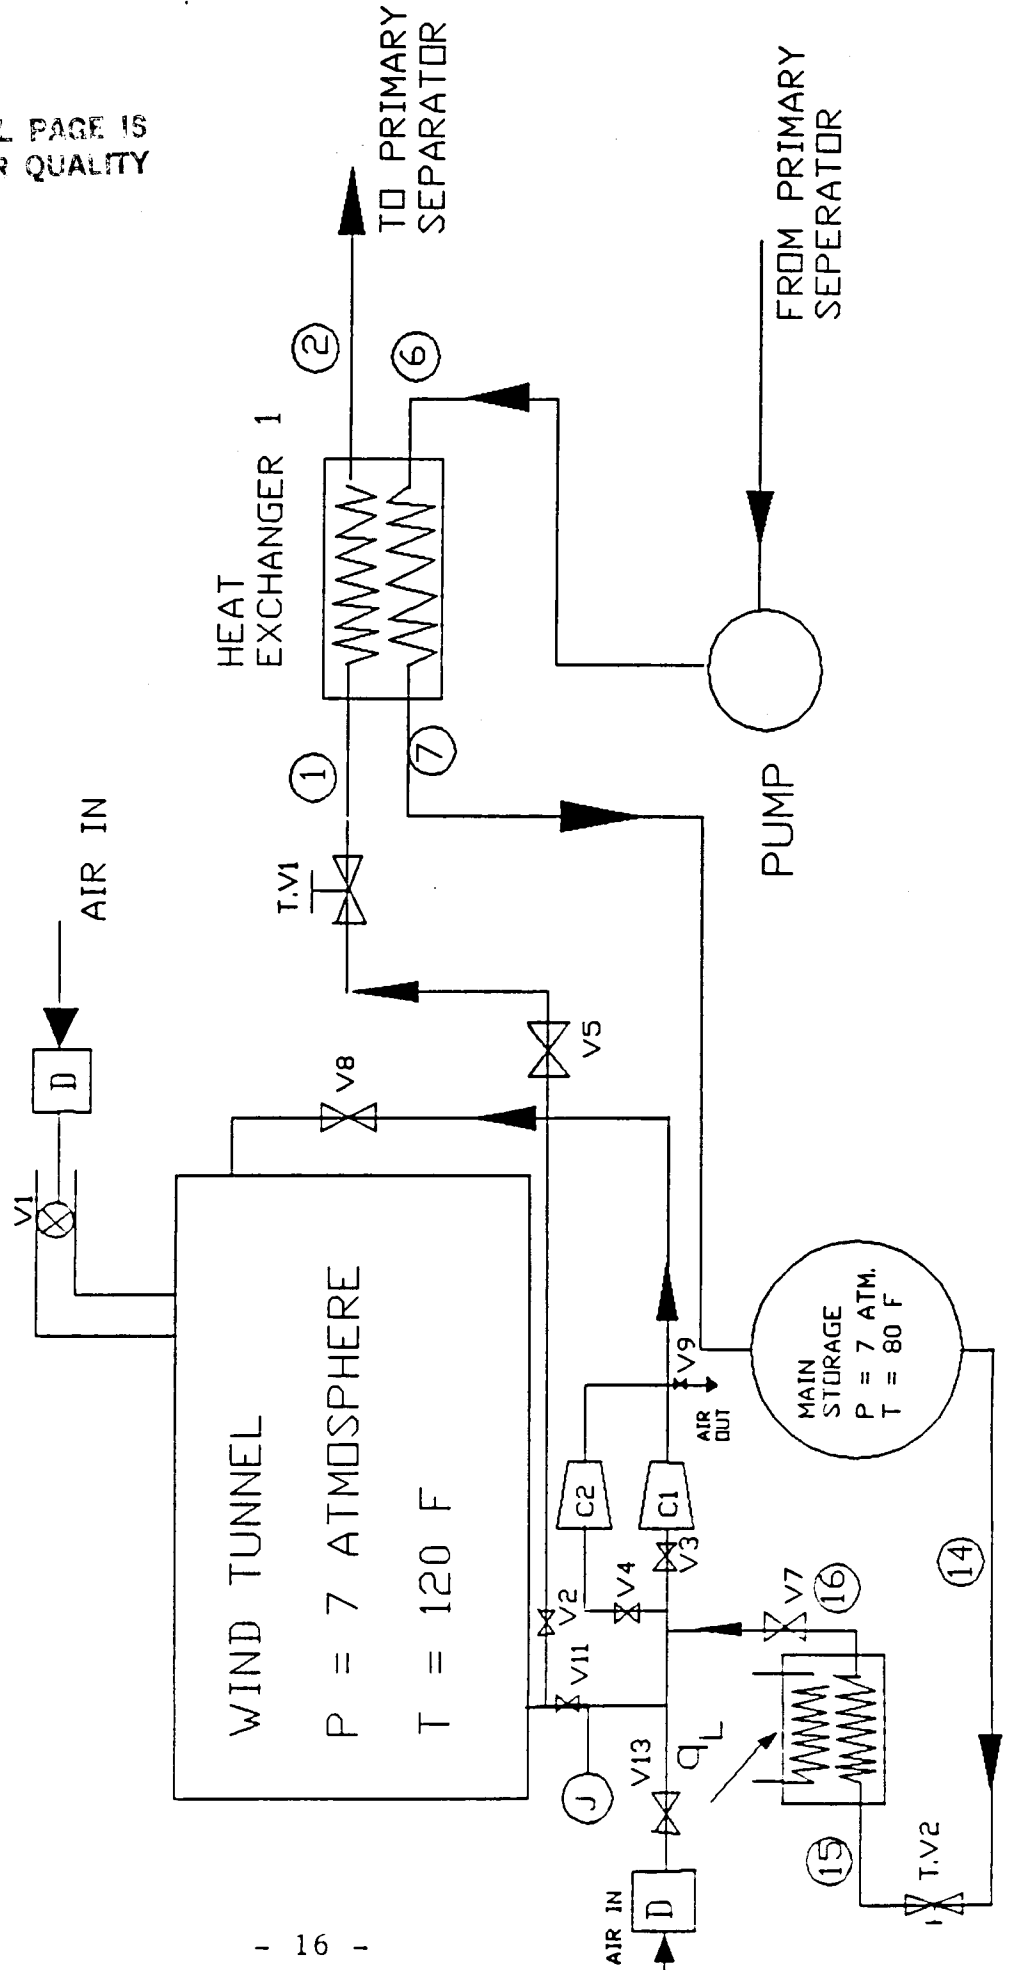 PAGE IS
QUALITY
TO PRIMARY
SEPARATOR
FROM PRIMARY
SEPERATOR
2
6
HEAT
EXCHANGER 1
1
7
PUMP
AIR IN
D
T.V1
V5
V8
V1
WIND TUNNEL
P = 7 ATMOSPHERE
T = 120 F
C2
C1
V9
AIR
OUT
V4
V3
V2
V11
J
V13
qL
V7
16
MAIN
STORAGE
P = 7 ATM.
T = 80 F
14
15
T.V2
AIR IN
D
- 16 -